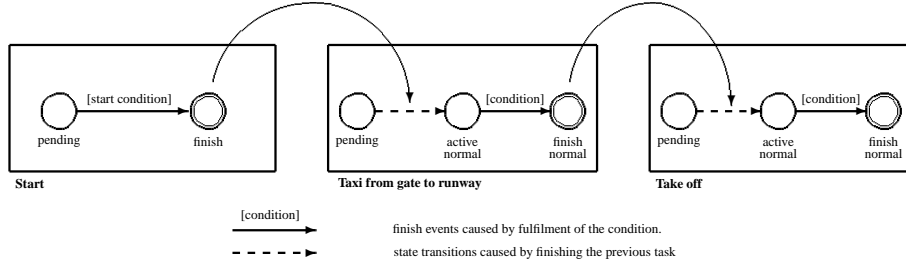 [start condition]
pending
finish
Start
[condition]
pending
active
normal
finish
normal
Taxi from gate to runway
[condition]
pending
active
normal
finish
normal
Take off
[condition]
finish events caused by fulfilment of the condition.
state transitions caused by finishing the previous task